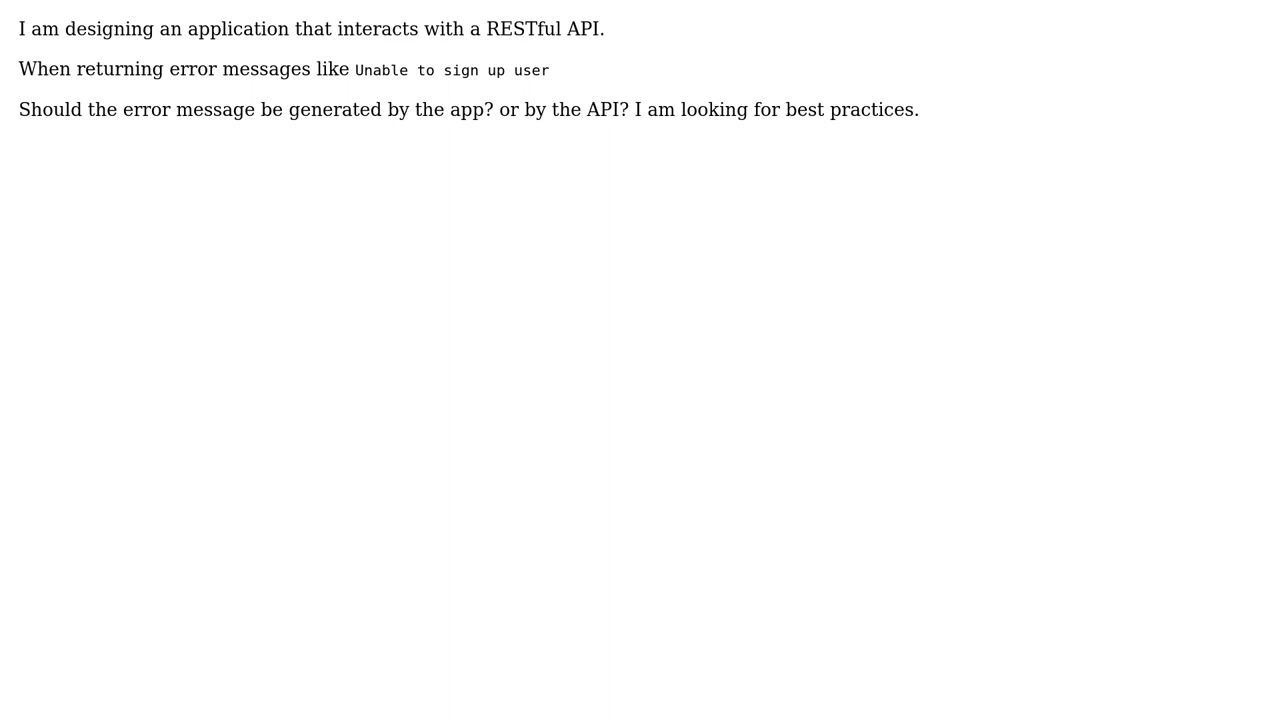 I am designing an application that interacts with a RESTful API.
When returning error messages like Unable to sign up user
Should the error message be generated by the app? or by the API? I am looking for best practices.